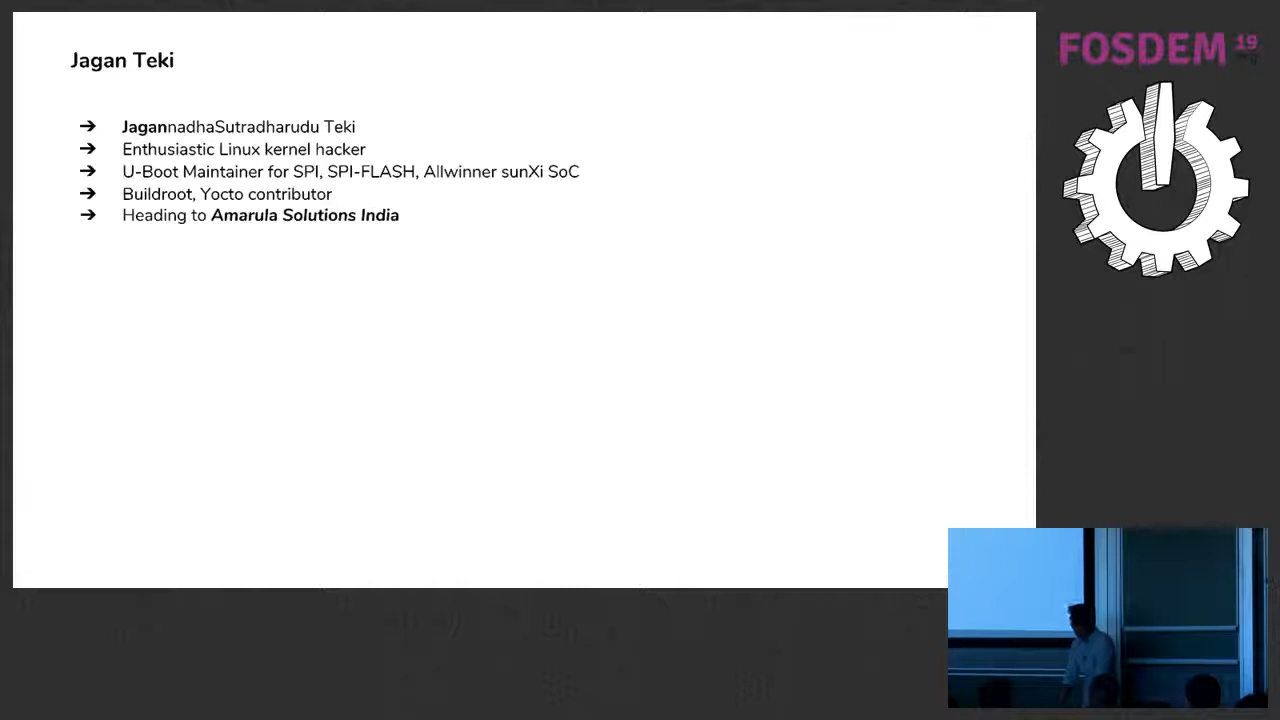 Jagan Teki
➔ JagannadhaSutradharudu Teki
➔ Enthusiastic Linux kernel hacker
➔ U-Boot Maintainer for SPI, SPI-FLASH, Allwinner sunXi SoC
➔ Buildroot, Yocto contributor
➔ Heading to Amarula Solutions India
FOSDEM 19